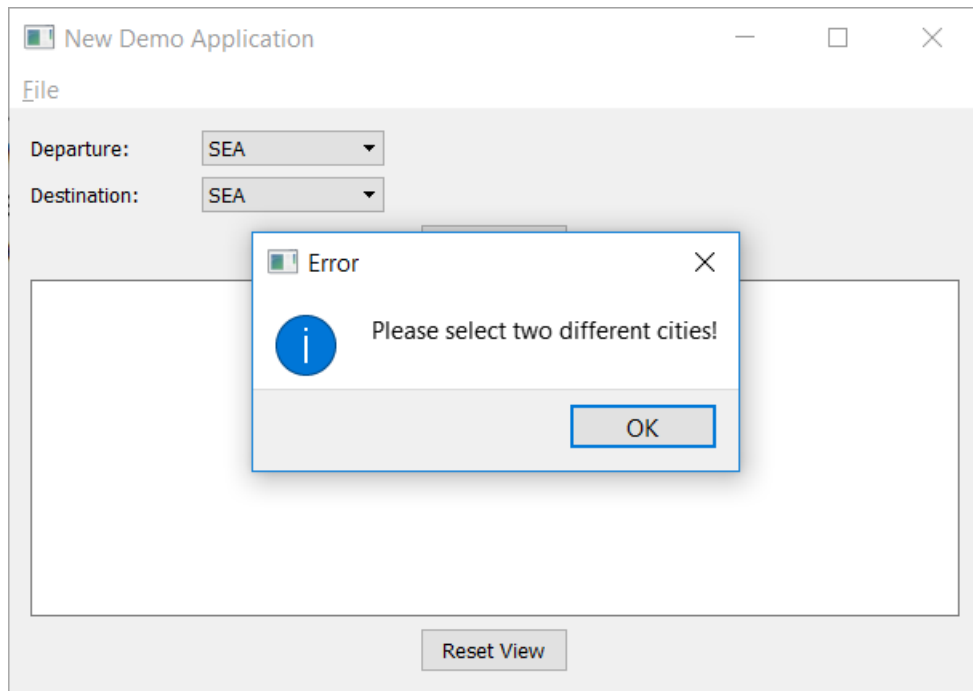 New Demo Application
File
Departure: SEA
Destination: SEA
Error
Please select two different cities!
OK
Reset View